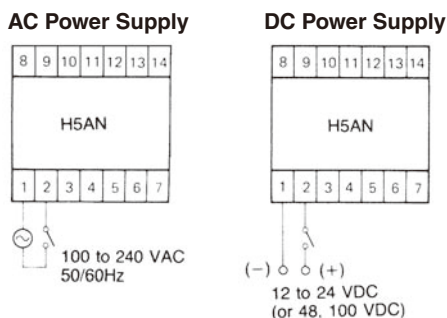 AC Power Supply
8 9 10 11 12 13 14
H5AN
1 2 3 4 5 6 7
100 to 240 VAC
50/60Hz
DC Power Supply
8 9 10 11 12 13 14
H5AN
1 2 3 4 5 6 7
(−) (+)
12 to 24 VDC
(or 48, 100 VDC)